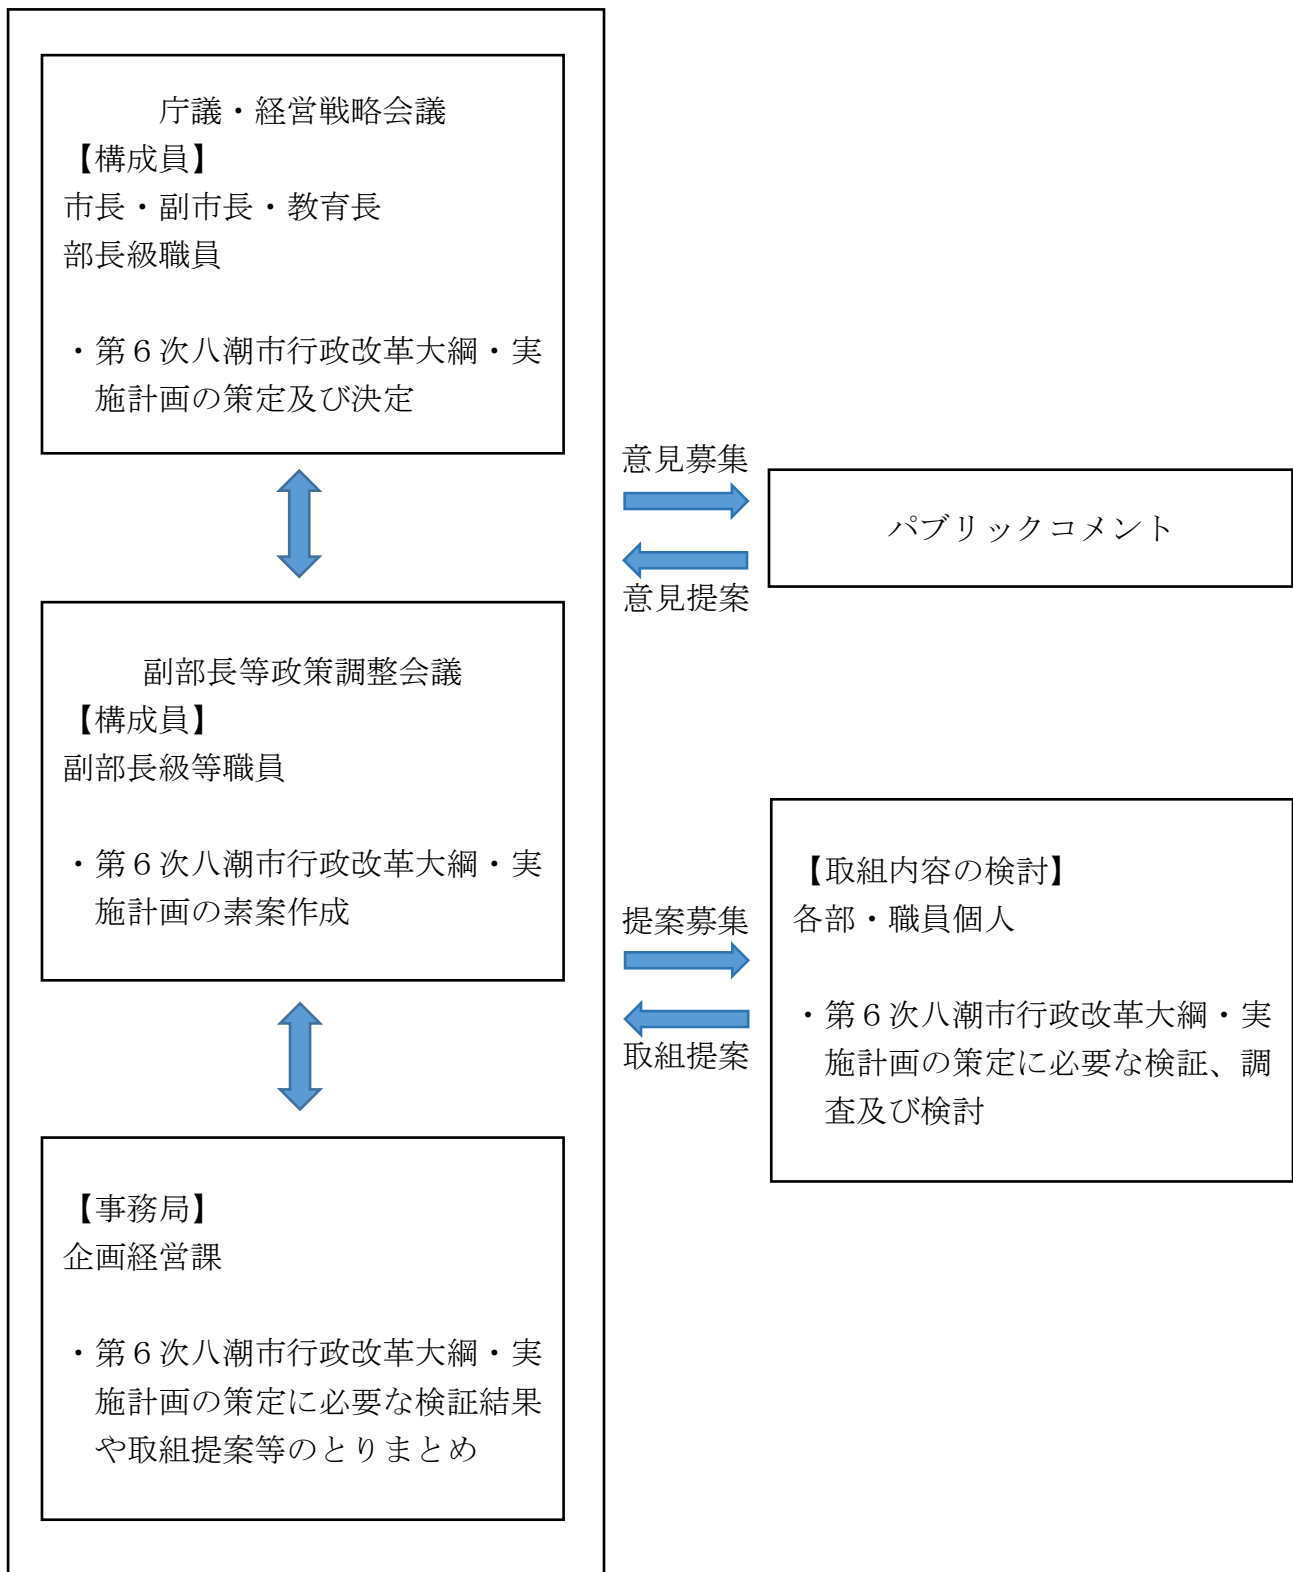 庁議・経営戦略会議
【構成員】
市長・副市長・教育長
部長級職員
・第６次八潮市行政改革大綱・実
施計画の策定及び決定
意見募集
パブリックコメント
意見提案
副部長等政策調整会議
【構成員】
副部長級等職員
・第６次八潮市行政改革大綱・実
施計画の素案作成
提案募集
取組提案
【取組内容の検討】
各部・職員個人
・第６次八潮市行政改革大綱・実
施計画の策定に必要な検証、調
査及び検討
【事務局】
企画経営課
・第６次八潮市行政改革大綱・実
施計画の策定に必要な検証結果
や取組提案等のとりまとめ